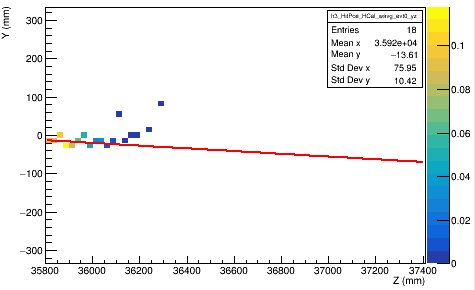 h3_HitPos_HCal_wavg_evt0_yz
Entries 18
Mean x 3.592e+04
Mean y −13.61
Std Dev x 75.95
Std Dev y 10.42
Y (mm)
300
200
100
0
−100
−200
−300
35800 36000 36200 36400 36600 36800 37000 37200 37400
Z (mm)
0.1
0.08
0.06
0.04
0.02
0